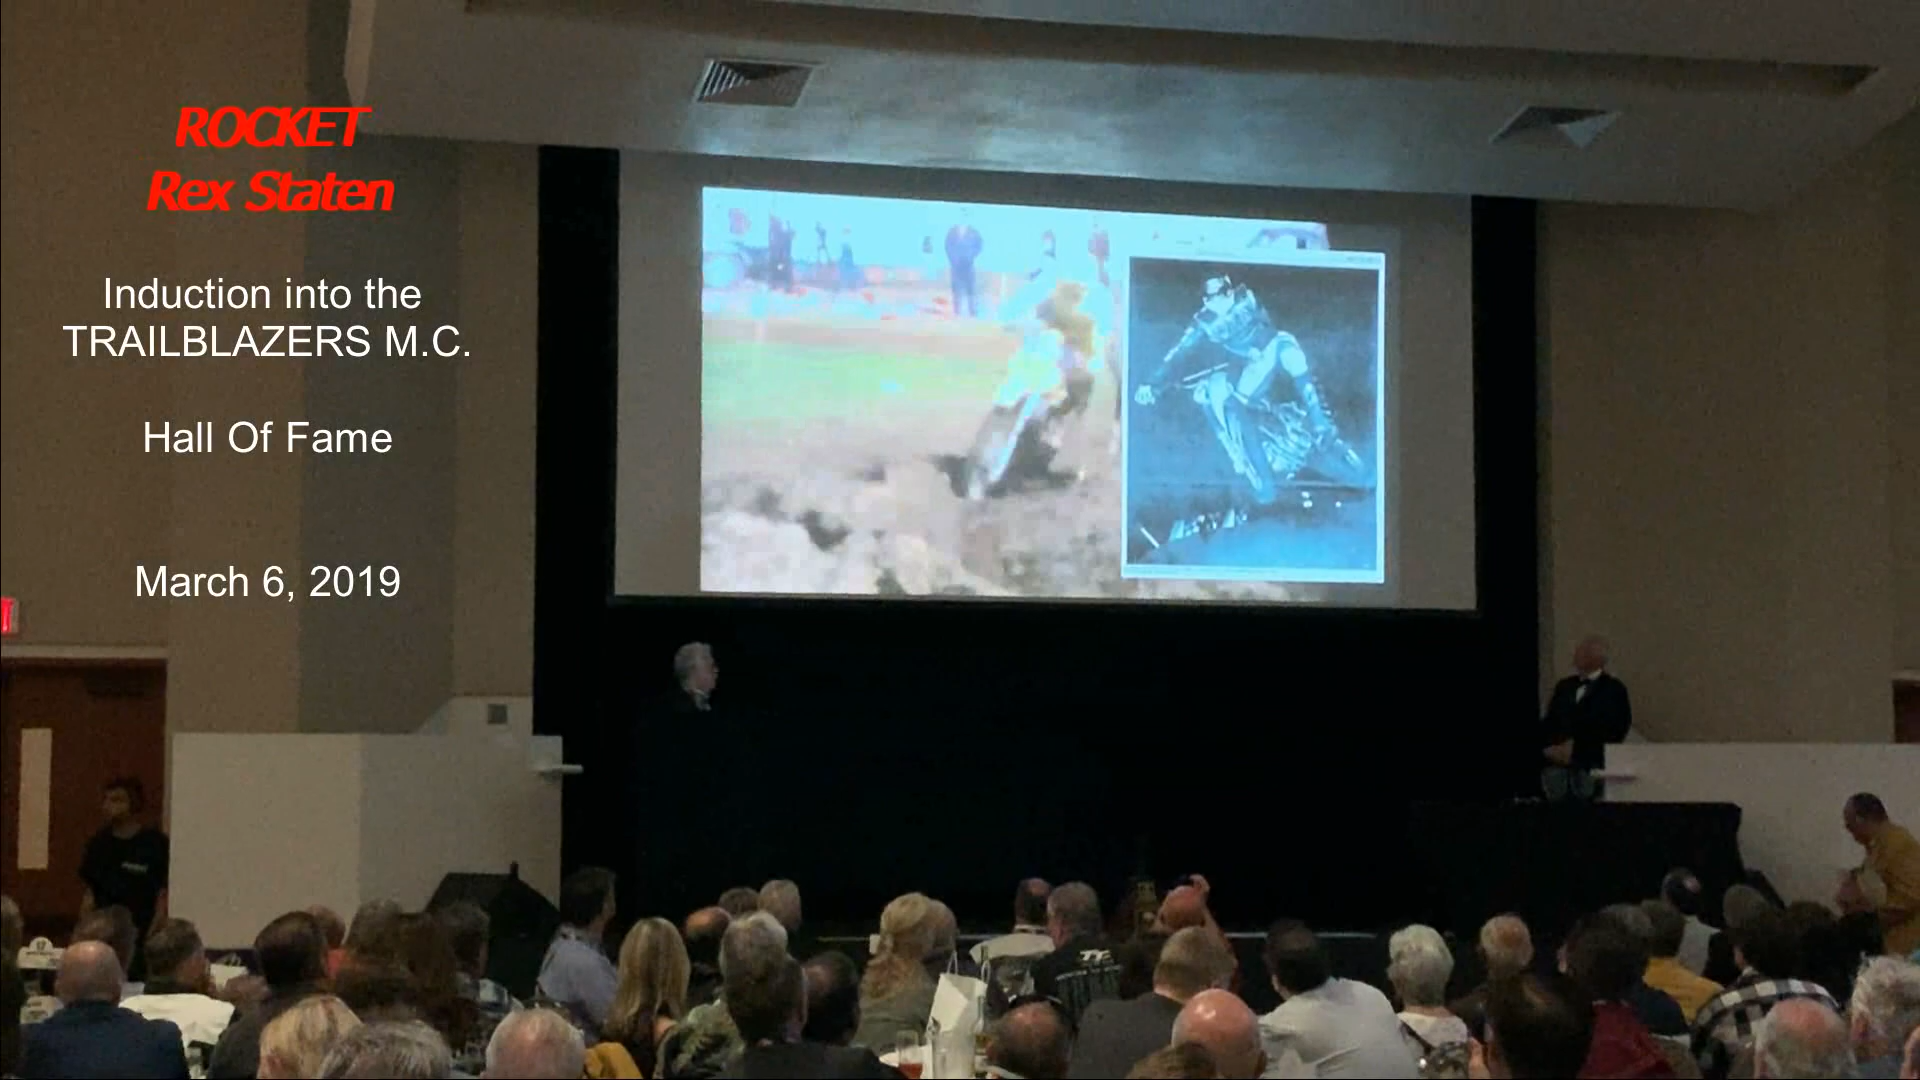 ROCKET
Rex Staten
Induction into the
TRAILBLAZERS M.C.
Hall Of Fame
March 6, 2019